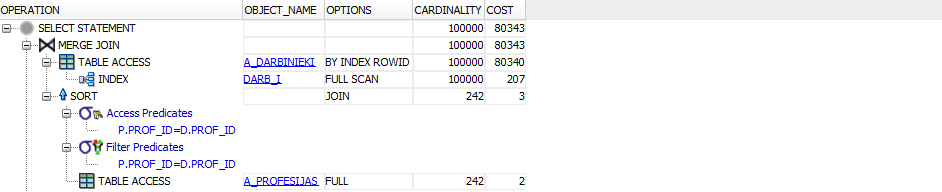 OPERATION OBJECT_NAME OPTIONS CARDINALITY COST
SELECT STATEMENT 100000 80343
MERGE JOIN 100000 80343
TABLE ACCESS A_DARBINIEKI BY INDEX ROWID 100000 80340
INDEX DARB_I FULL SCAN 100000 207
SORT JOIN 242 3
Access Predicates
P.PROF_ID=D.PROF_ID
Filter Predicates
P.PROF_ID=D.PROF_ID
TABLE ACCESS A_PROFESIJAS FULL 242 2